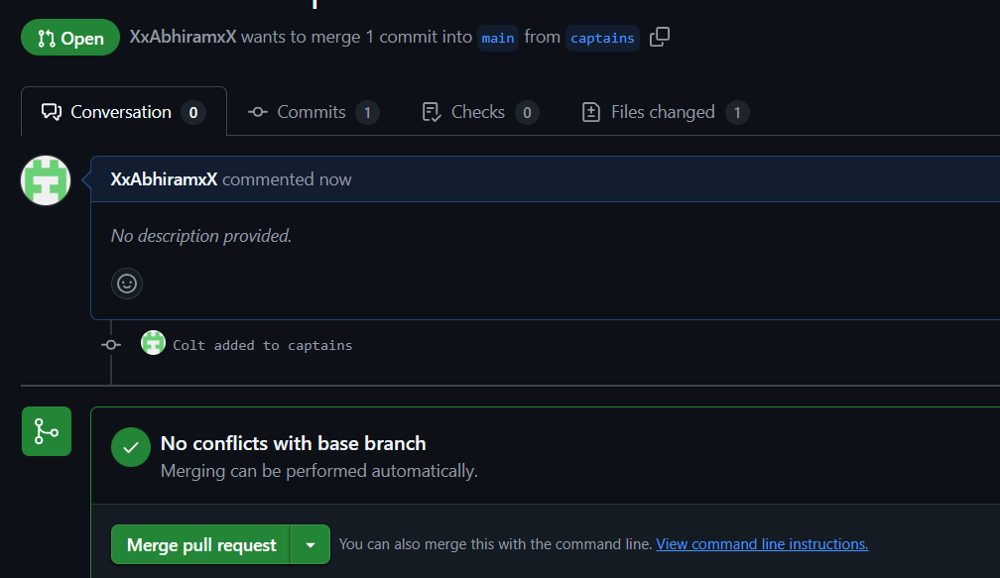 Open XxAbhiramxX wants to merge 1 commit into main from captains
Conversation 0 Commits 1 Checks 0 Files changed 1
XxAbhiramxX commented now
No description provided.
Colt added to captains
No conflicts with base branch
Merging can be performed automatically.
Merge pull request You can also merge this with the command line. View command line instructions.